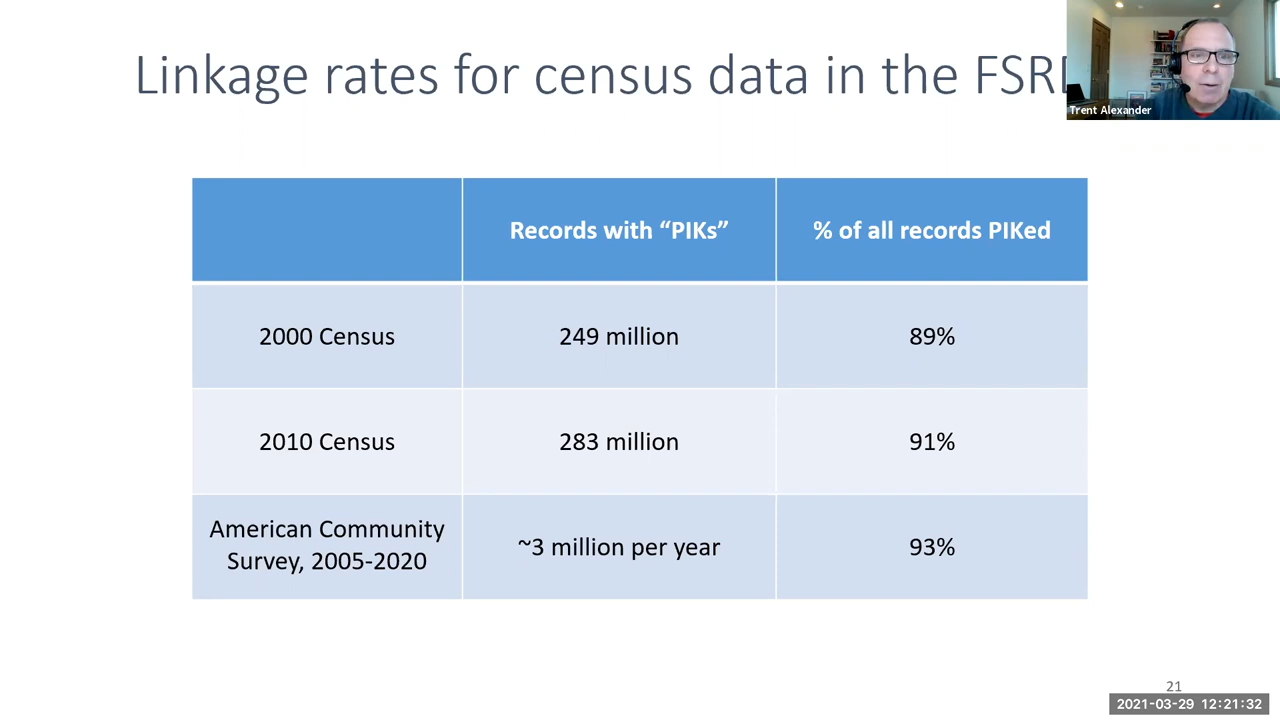 Linkage rates for census data in the FSRD
Trent Alexander
Records with “PIKs”
% of all records PIKed
2000 Census
249 million
89%
2010 Census
283 million
91%
American Community
Survey, 2005-2020
~3 million per year
93%
21
2021-03-29 12:21:32